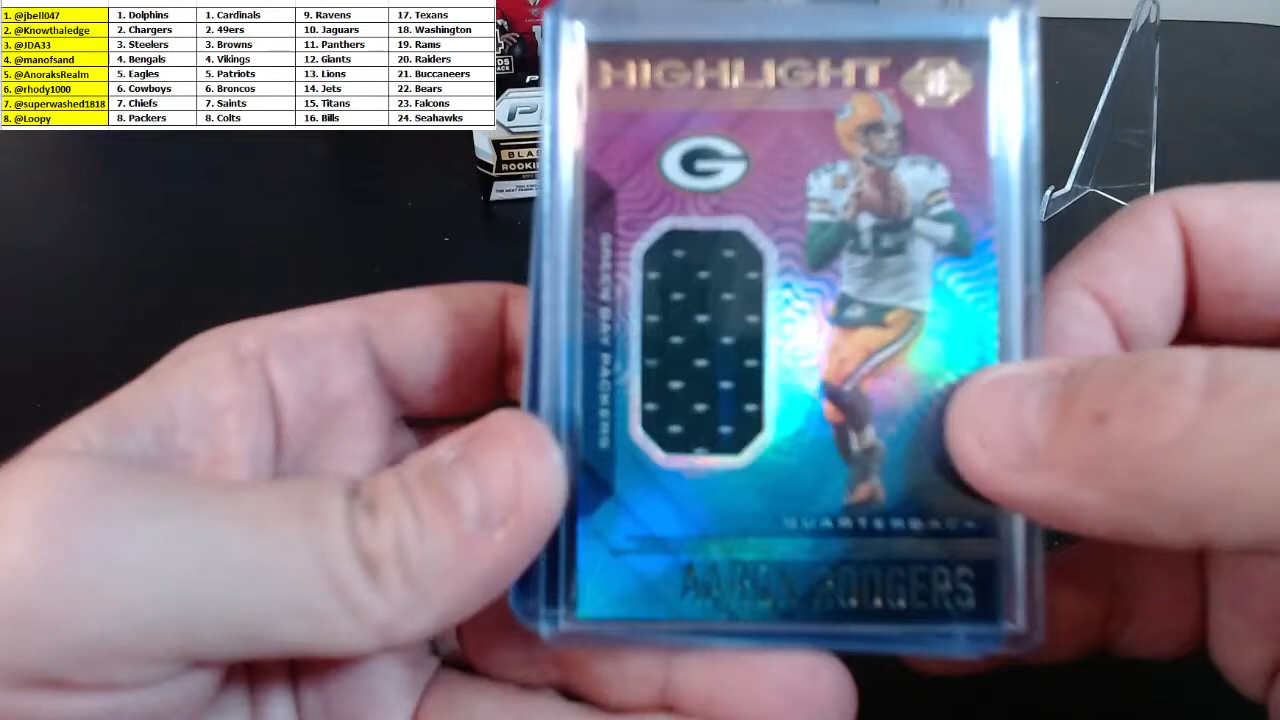 1. @jbell047 1. Dolphins 1. Cardinals 9. Ravens 17. Texans
2. @Knowthaledge 2. Chargers 2. 49ers 10. Jaguars 18. Washington
3. @JDA33 3. Steelers 3. Browns 11. Panthers 19. Rams
4. @manofsand 4. Bengals 4. Vikings 12. Giants 20. Raiders
5. @AnoraksRealm 5. Eagles 5. Patriots 13. Lions 21. Buccaneers
6. @rhody1000 6. Cowboys 6. Broncos 14. Jets 22. Bears
7. @superwashed1818 7. Chiefs 7. Saints 15. Titans 23. Falcons
8. @Loopy 8. Packers 8. Colts 16. Bills 24. Seahawks
HIGHLIGHT
G
GREEN BAY PACKERS
12
QUARTERBACK
AARON RODGERS